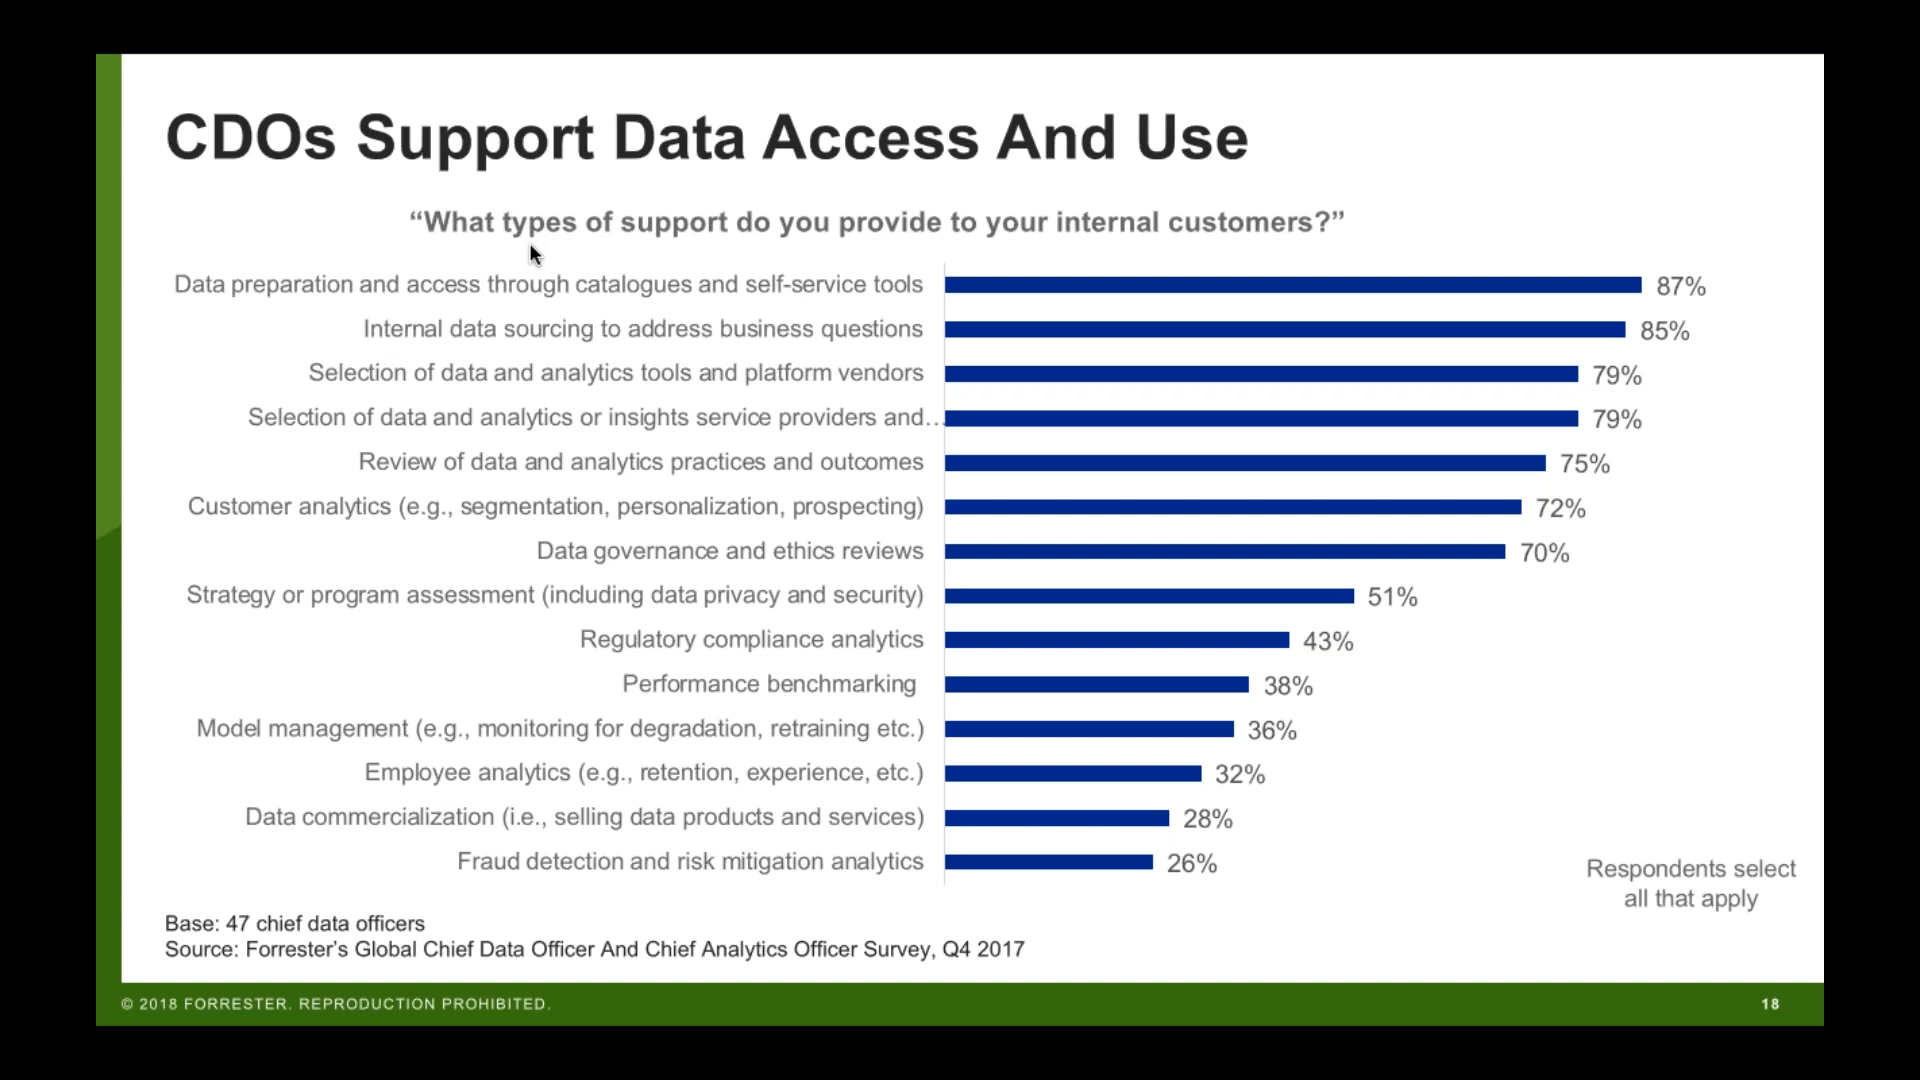 CDOs Support Data Access And Use
“What types of support do you provide to your internal customers?”
Data preparation and access through catalogues and self-service tools 87%
Internal data sourcing to address business questions 85%
Selection of data and analytics tools and platform vendors 79%
Selection of data and analytics or insights service providers and… 79%
Review of data and analytics practices and outcomes 75%
Customer analytics (e.g., segmentation, personalization, prospecting) 72%
Data governance and ethics reviews 70%
Strategy or program assessment (including data privacy and security) 51%
Regulatory compliance analytics 43%
Performance benchmarking 38%
Model management (e.g., monitoring for degradation, retraining etc.) 36%
Employee analytics (e.g., retention, experience, etc.) 32%
Data commercialization (i.e., selling data products and services) 28%
Fraud detection and risk mitigation analytics 26%
Respondents select
all that apply
Base: 47 chief data officers
Source: Forrester’s Global Chief Data Officer And Chief Analytics Officer Survey, Q4 2017
© 2018 FORRESTER. REPRODUCTION PROHIBITED. 18